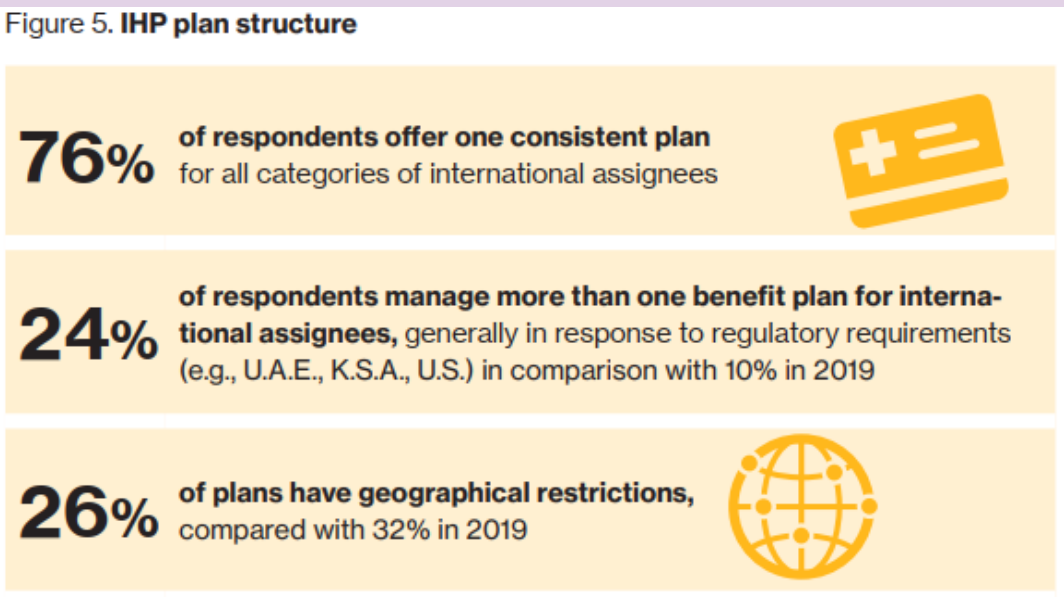 Figure 5. IHP plan structure
76%
of respondents offer one consistent plan
for all categories of international assignees
24%
of respondents manage more than one benefit plan for interna-
tional assignees, generally in response to regulatory requirements
(e.g., U.A.E., K.S.A., U.S.) in comparison with 10% in 2019
26%
of plans have geographical restrictions,
compared with 32% in 2019